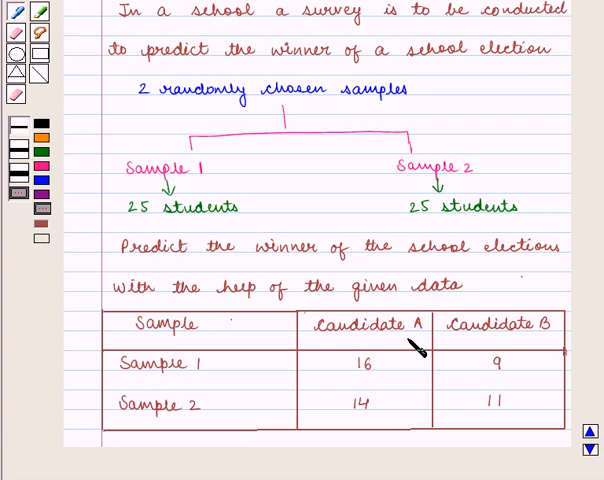 In a school a survey is to be conducted
to predict the winner of a school election
2 randomly chosen samples
Sample 1 Sample 2
25 students 25 students
Predict the winner of the school elections
with the help of the given data
Sample Candidate A Candidate B
Sample 1 16 9
Sample 2 14 11